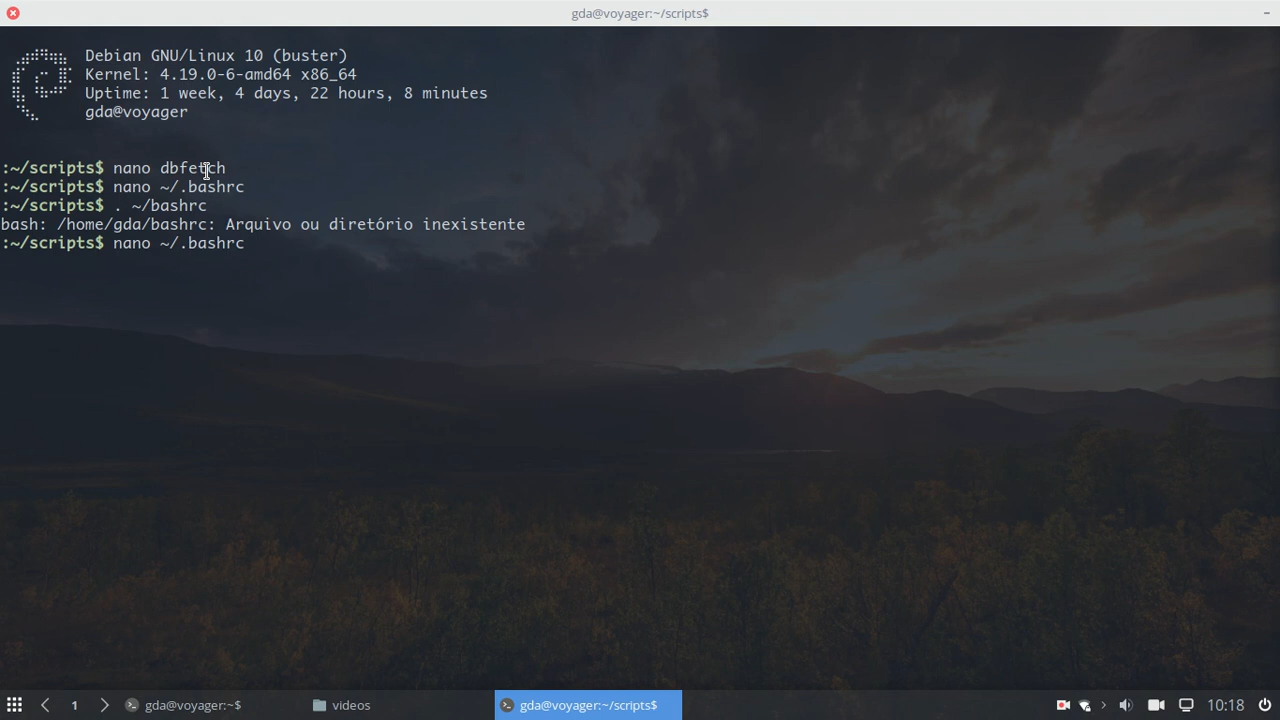 gda@voyager:~/scripts$
Debian GNU/Linux 10 (buster)
Kernel: 4.19.0-6-amd64 x86_64
Uptime: 1 week, 4 days, 22 hours, 8 minutes
gda@voyager
:~/scripts$ nano dbfetch
:~/scripts$ nano ~/.bashrc
:~/scripts$ . ~/bashrc
bash: /home/gda/bashrc: Arquivo ou diretório inexistente
:~/scripts$ nano ~/.bashrc
1 gda@voyager:~$ videos gda@voyager:~/scripts$ 10:18